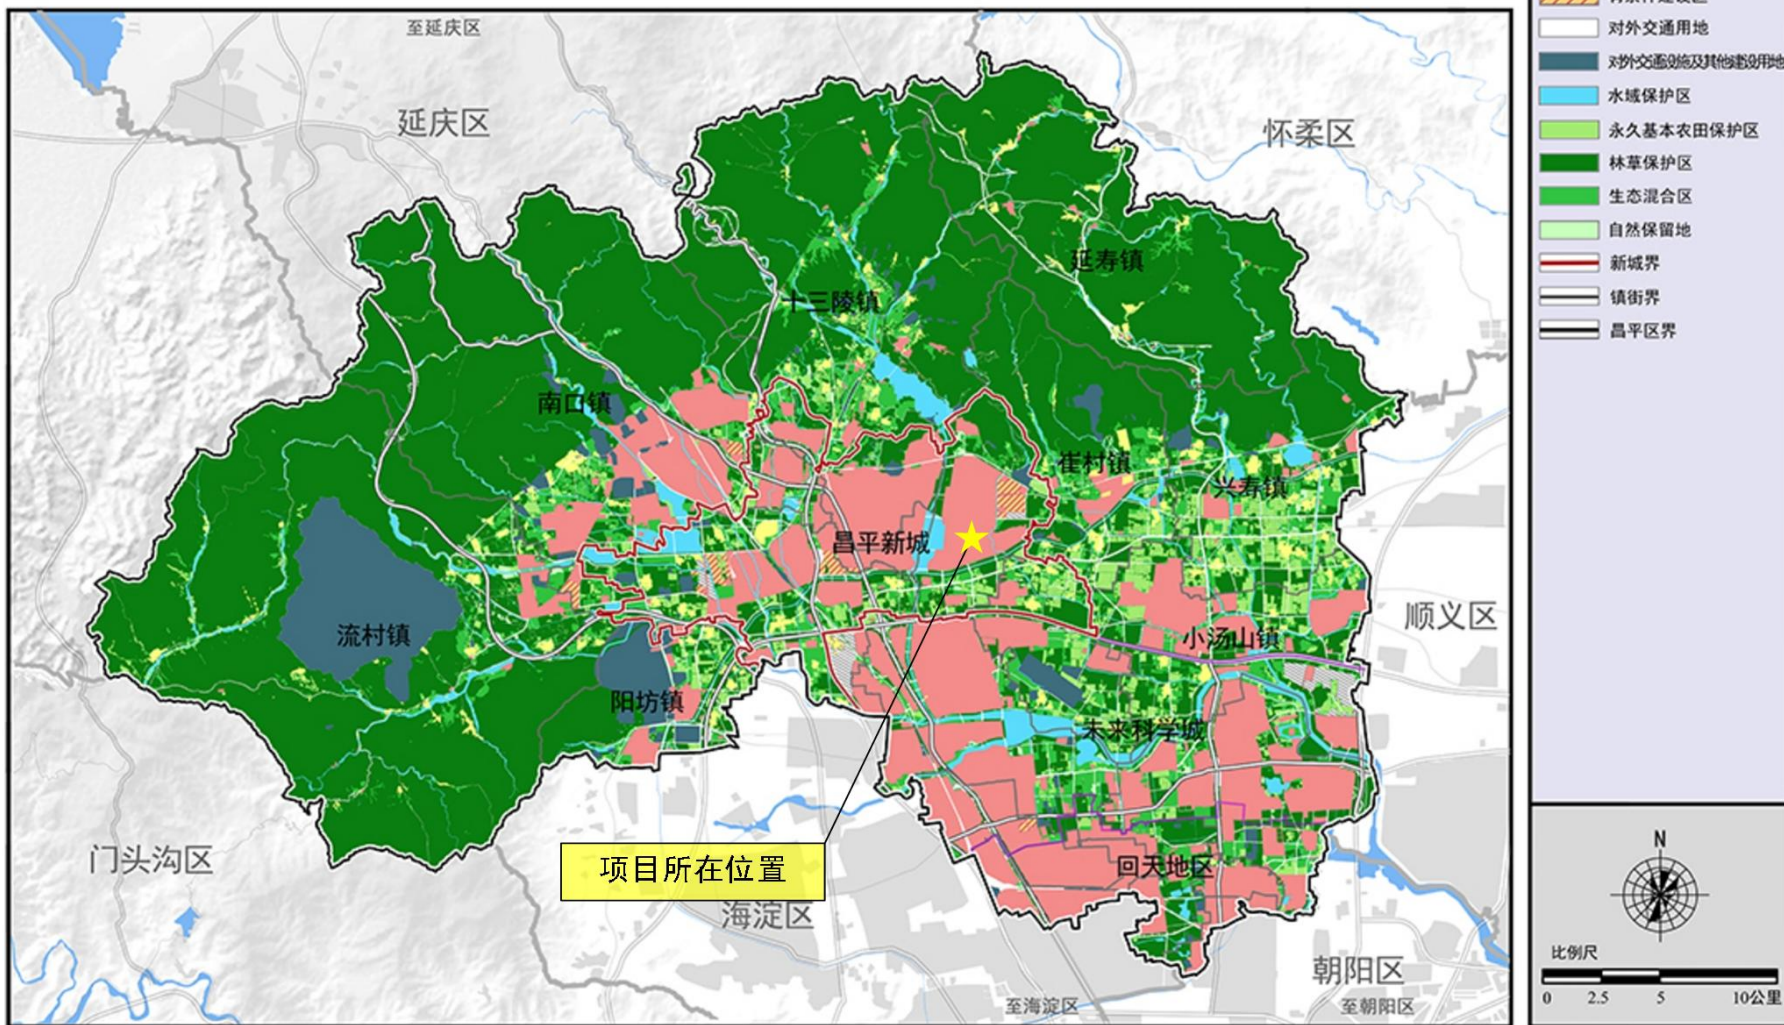 至延庆区
延庆区
怀柔区
延寿镇
十三陵镇
南口镇
崔村镇
兴寿镇
昌平新城
顺义区
流村镇
小汤山镇
阳坊镇
未来科学城
门头沟区
项目所在位置
回天地区
海淀区
朝阳区
至海淀区
至朝阳区
对外交通用地
对外交通设施及其他建设用地
水域保护区
永久基本农田保护区
林草保护区
生态混合区
自然保留地
新城界
镇街界
昌平区界
N
比例尺
0 2.5 5 10公里